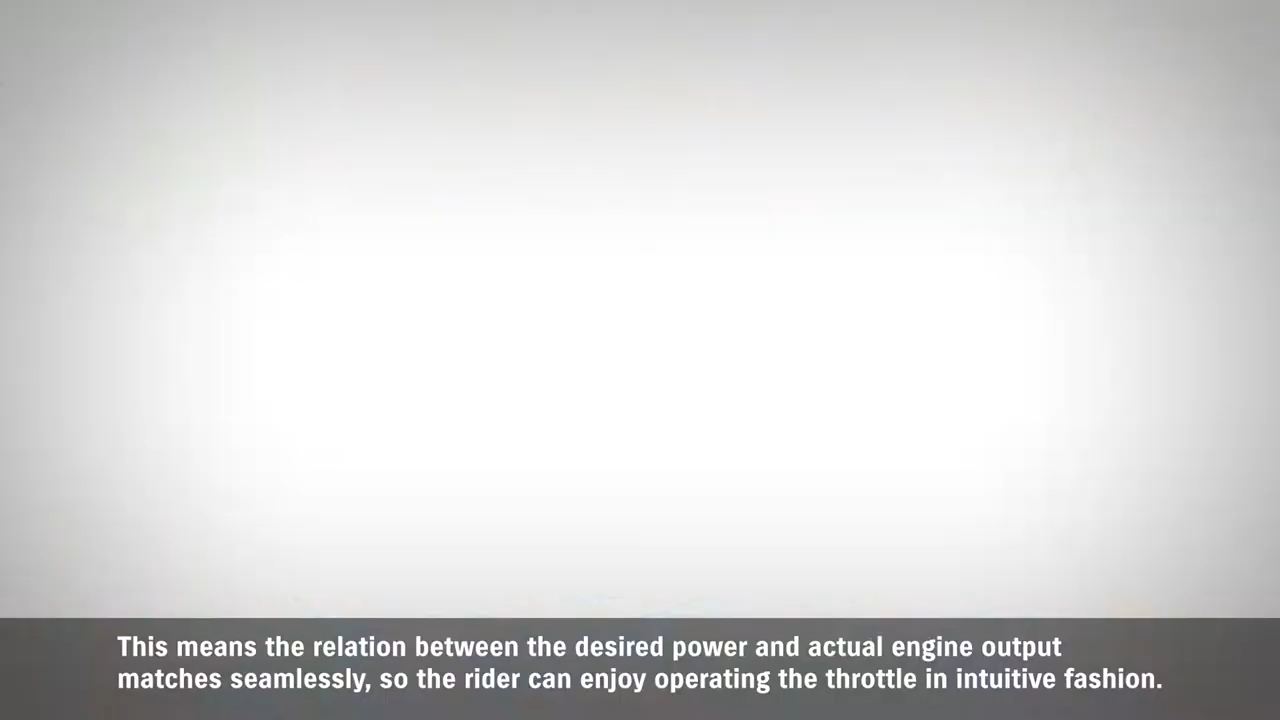 This means the relation between the desired power and actual engine output
matches seamlessly, so the rider can enjoy operating the throttle in intuitive fashion.